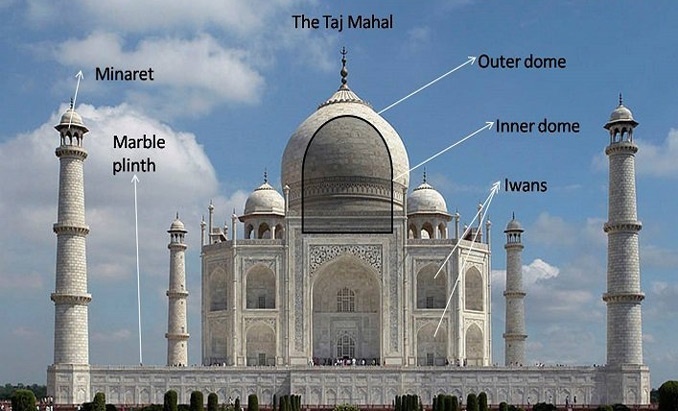 The Taj Mahal
Outer dome
Minaret
Inner dome
Marble
plinth
Iwans